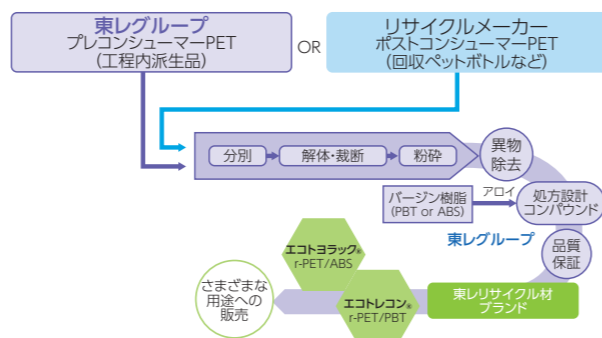 東レグループ
プレコンシューマーPET
(工程内派生品)
OR
リサイクルメーカー
ポストコンシューマーPET
(回収ペットボトルなど)
分別
解体・裁断
粉砕
異物
除去
バージン樹脂
(PBT or ABS)
アロイ
処方設計
コンパウンド
東レグループ
品質
保証
エコトヨラック®
r-PET/ABS
エコトレコン®
r-PET/PBT
東レリサイクル材
ブランド
さまざまな
用途への
販売